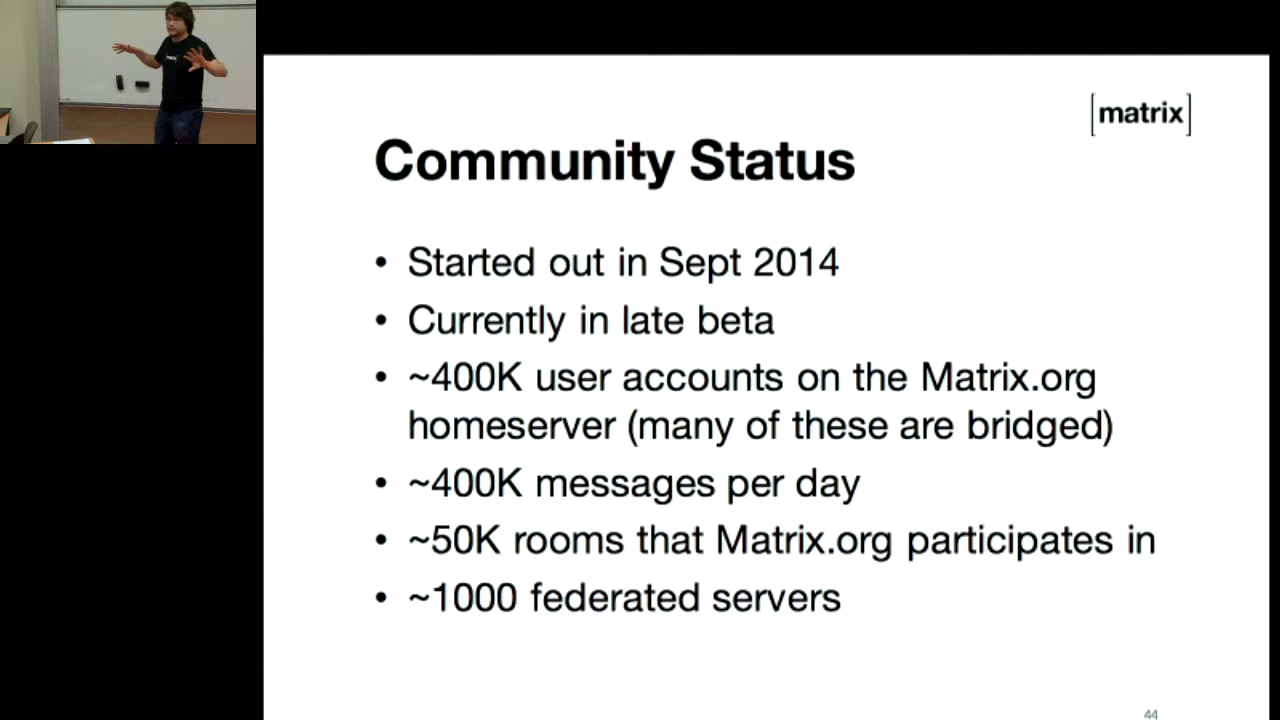 [matrix]
Community Status
• Started out in Sept 2014
• Currently in late beta
• ~400K user accounts on the Matrix.org
homeserver (many of these are bridged)
• ~400K messages per day
• ~50K rooms that Matrix.org participates in
• ~1000 federated servers
44